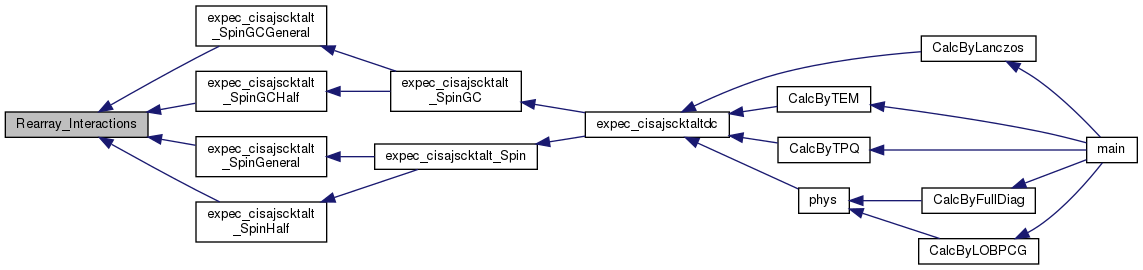 Rearray_Interactions
expec_cisajscktalt
_SpinGCGeneral
expec_cisajscktalt
_SpinGCHalf
expec_cisajscktalt
_SpinGeneral
expec_cisajscktalt
_SpinHalf
expec_cisajscktalt
_SpinGC
expec_cisajscktalt_Spin
expec_cisajscktaltdc
CalcByLanczos
CalcByTEM
CalcByTPQ
phys
CalcByFullDiag
CalcByLOBPCG
main